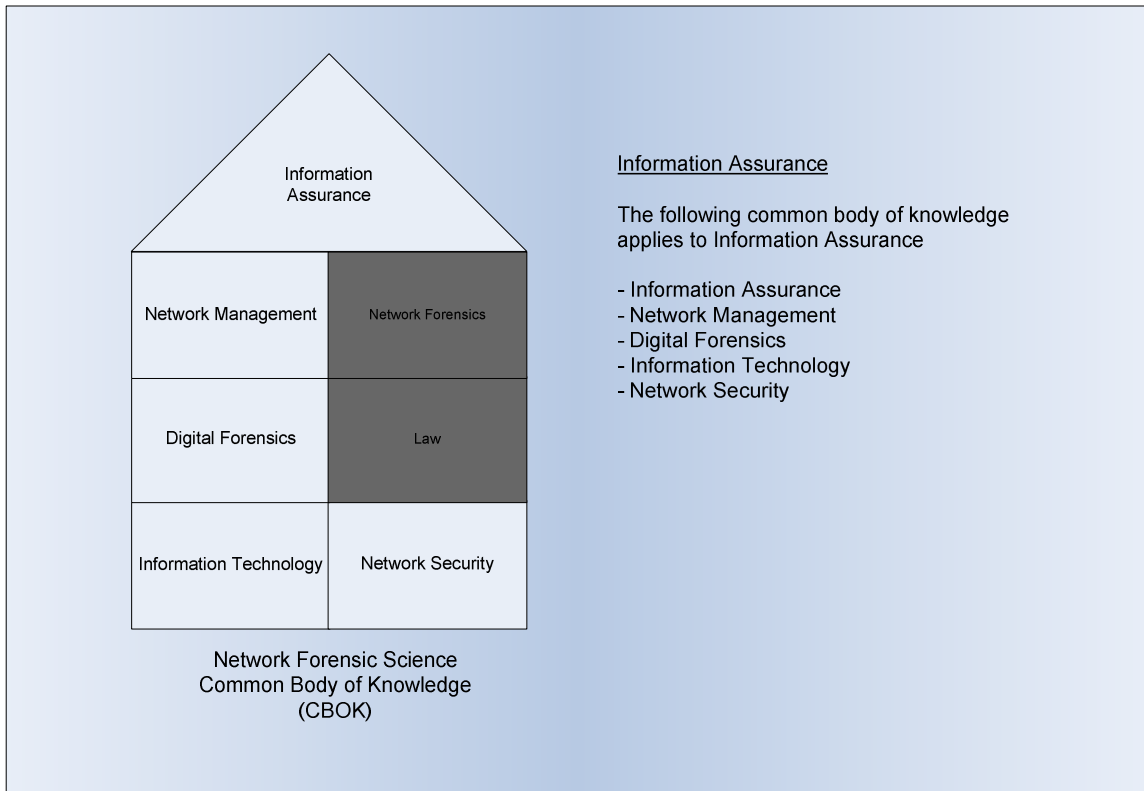 Information
Assurance
Network Management
Network Forensics
Digital Forensics
Law
Information Technology
Network Security
Network Forensic Science
Common Body of Knowledge
(CBOK)
Information Assurance
The following common body of knowledge
applies to Information Assurance
- Information Assurance
- Network Management
- Digital Forensics
- Information Technology
- Network Security